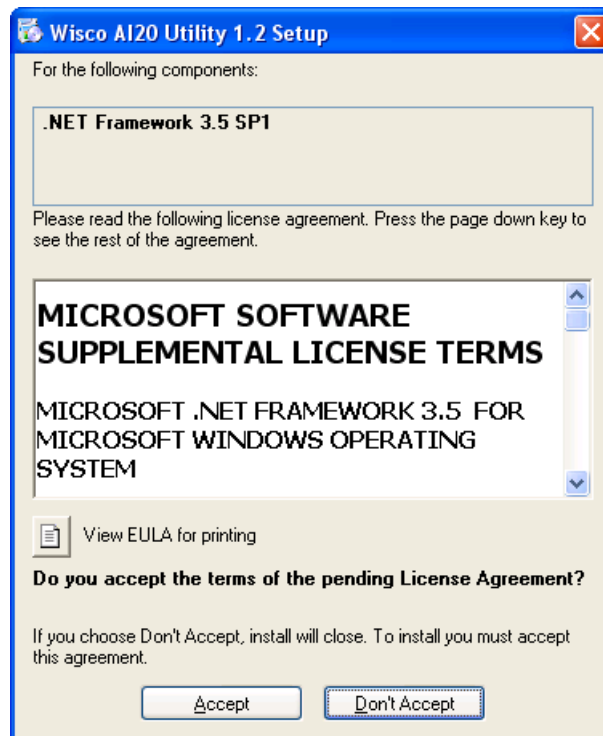 Wisco AI20 Utility 1.2 Setup
For the following components:
.NET Framework 3.5 SP1
Please read the following license agreement. Press the page down key to
see the rest of the agreement.
MICROSOFT SOFTWARE
SUPPLEMENTAL LICENSE TERMS
MICROSOFT .NET FRAMEWORK 3.5 FOR
MICROSOFT WINDOWS OPERATING
SYSTEM
View EULA for printing
Do you accept the terms of the pending License Agreement?
If you choose Don't Accept, install will close. To install you must accept
this agreement.
Accept
Don't Accept